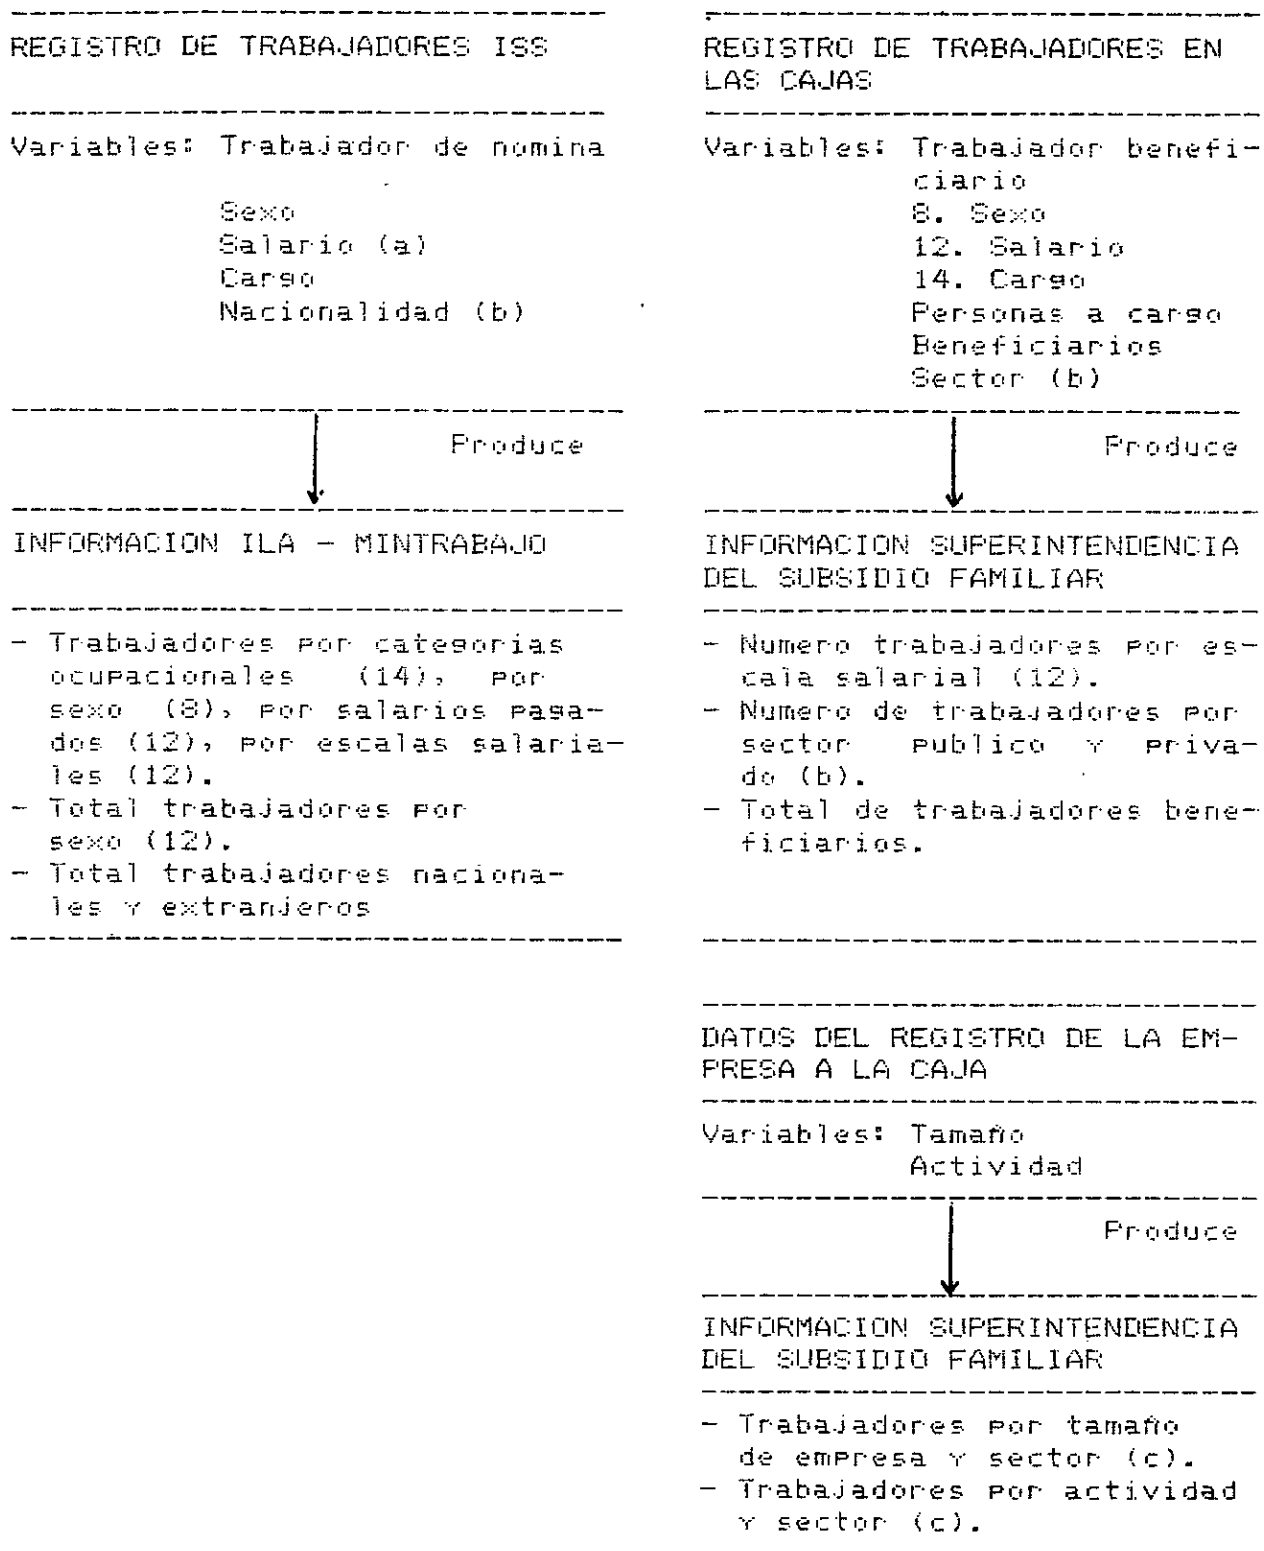 REGISTRO DE TRABAJADORES ISS
Variables: Trabajador de nomina
Sexo
Salario (a)
Cargo
Nacionalidad (b)
Produce
INFORMACION ILA - MINTRABAJO
- Trabajadores por categorias
ocupacionales (14), por
sexo (8), por salarios paga-
dos (12), por escalas salaria-
les (12).
- Total trabajadores por
sexo (12).
- Total trabajadores naciona-
les y extranjeros
REGISTRO DE TRABAJADORES EN
LAS CAJAS
Variables: Trabajador benefi-
ciario
8. Sexo
12. Salario
14. Cargo
Personas a cargo
Beneficiarios
Sector (b)
Produce
INFORMACION SUPERINTENDENCIA
DEL SUBSIDIO FAMILIAR
- Numero trabajadores por es-
cala salarial (12).
- Numero de trabajadores por
sector publico y priva-
do (b).
- Total de trabajadores bene-
ficiarios.
DATOS DEL REGISTRO DE LA EM-
PRESA A LA CAJA
Variables: Tamaño
Actividad
Produce
INFORMACION SUPERINTENDENCIA
DEL SUBSIDIO FAMILIAR
- Trabajadores por tamaño
de empresa y sector (c).
- Trabajadores por actividad
y sector (c).